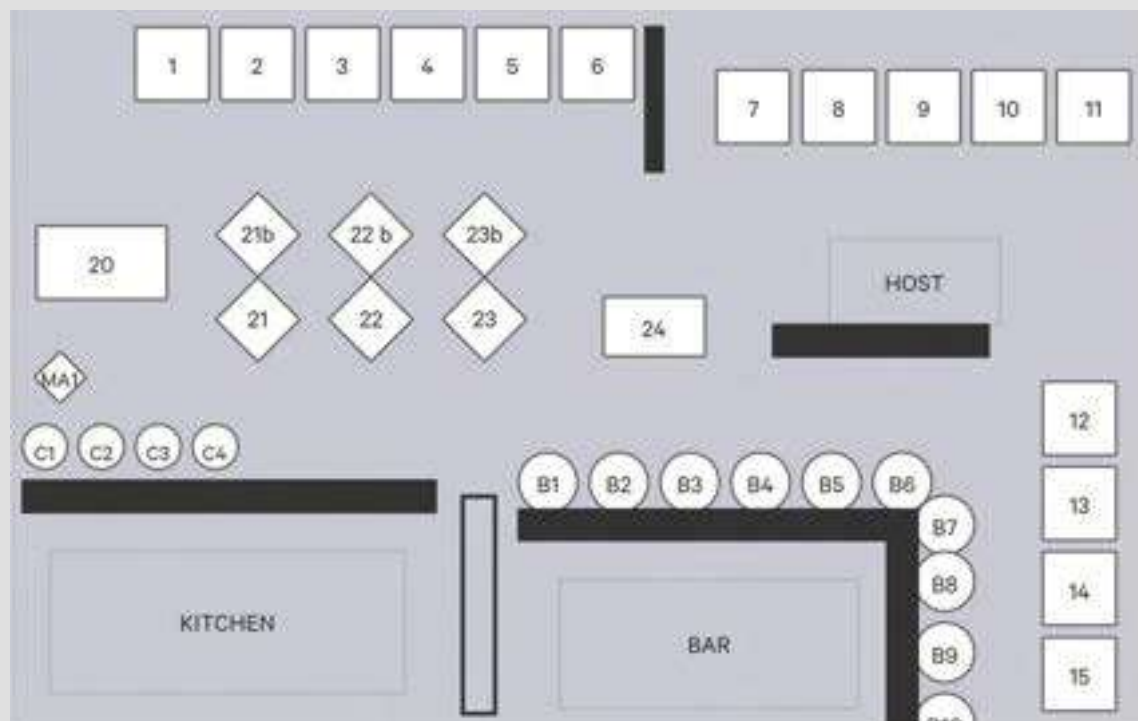 1 2 3 4 5 6
7 8 9 10 11
21b 22 b 23b
20
HOST
21 22 23
24
MA1
12
C1 C2 C3 C4
B1 B2 B3 B4 B5 B6
13
B7
B8
14
KITCHEN
BAR
B9
15